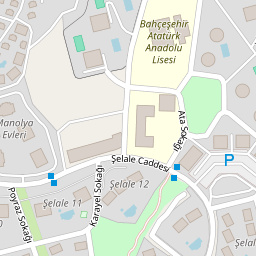 Bahçeşehir
Atatürk
Anadolu
Lisesi
Ata Sokağı
Manolya
Evleri
Şelale Caddesi
P
Şelale 12
Karayel Sokağı
Şelale 11
Poyraz Sokağı
Şelal